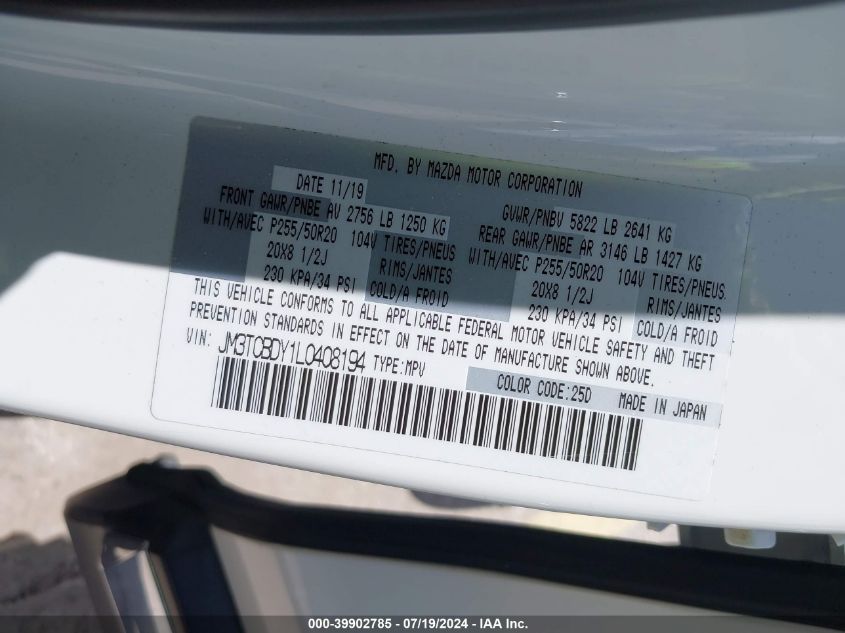 MFD. BY MAZDA MOTOR CORPORATION
DATE 11/19
GVWR/PNBV 5822 LB 2641 KG
FRONT GAWR/PNBE AV 2756 LB 1250 KG
REAR GAWR/PNBE AR 3146 LB 1427 KG
WITH/AVEC P255/50R20 104V TIRES/PNEUS
WITH/AVEC P255/50R20 104V TIRES/PNEUS
20X8 1/2J RIMS/JANTES
20X8 1/2J RIMS/JANTES
230 KPA/34 PSI COLD/A FROID
230 KPA/34 PSI COLD/A FROID
THIS VEHICLE CONFORMS TO ALL APPLICABLE FEDERAL MOTOR VEHICLE SAFETY AND THEFT
PREVENTION STANDARDS IN EFFECT ON THE DATE OF MANUFACTURE SHOWN ABOVE.
VIN: JM3TCBDY1L0408194 TYPE:MPV
COLOR CODE:25D MADE IN JAPAN
000-39902785 - 07/19/2024 - IAA Inc.